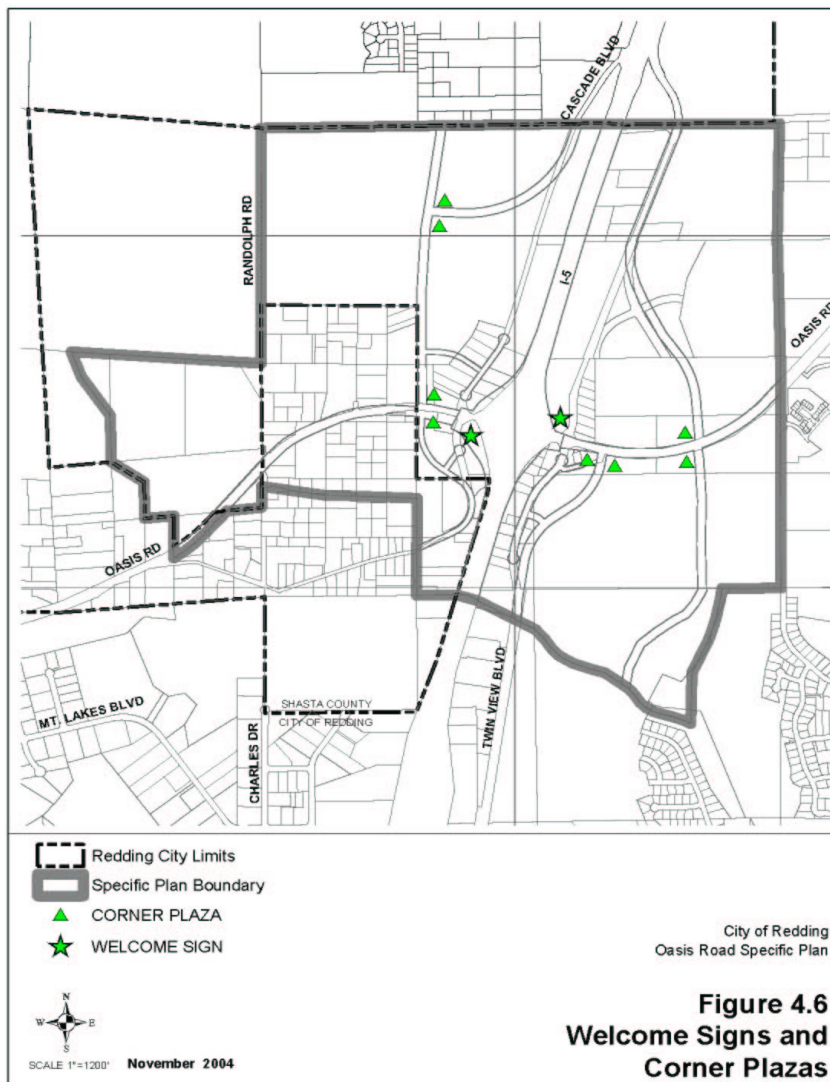 CASCADE BLVD
RANDOLPH RD
I-5
OASIS RD
OASIS RD
MT. LAKES BLVD
SHASTA COUNTY
CITY OF REDDING
CHARLES DR
TWIN VIEW BLVD
Redding City Limits
Specific Plan Boundary
CORNER PLAZA
WELCOME SIGN
City of Redding
Oasis Road Specific Plan
N
W E
S
Figure 4.6
Welcome Signs and
Corner Plazas
SCALE 1"=1200' November 2004